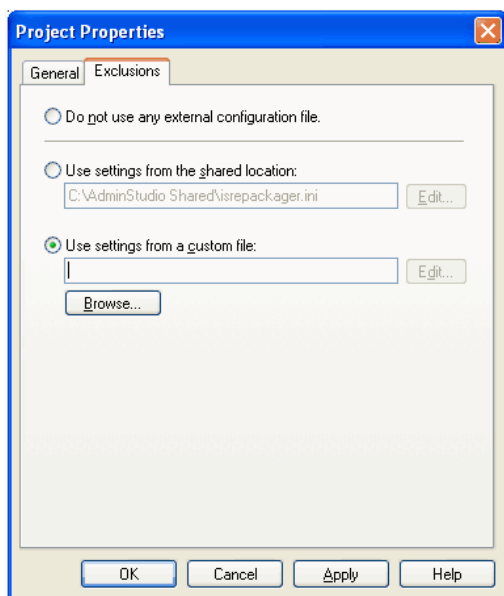 Project Properties
General Exclusions
Do not use any external configuration file.
Use settings from the shared location:
C:\AdminStudio Shared\isrepackager.ini Edit...
Use settings from a custom file:
Edit...
Browse...
OK Cancel Apply Help